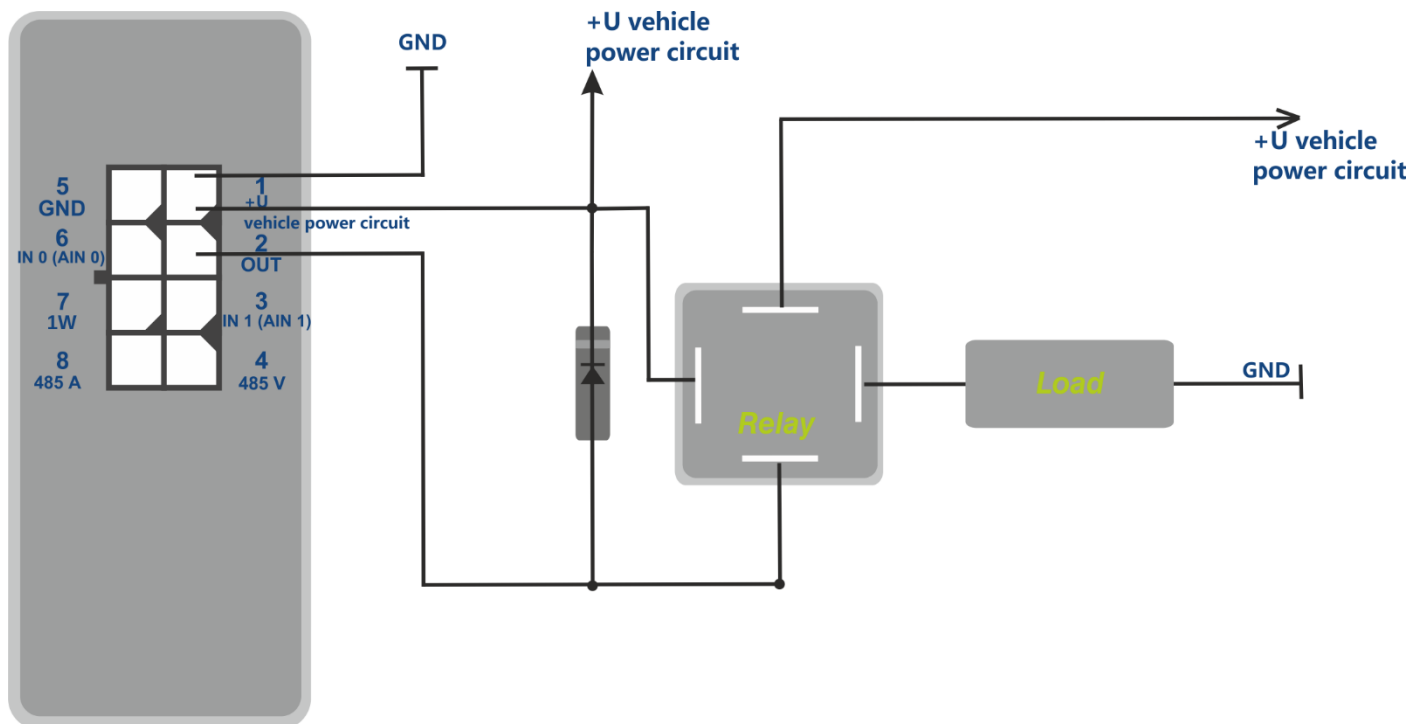 +U vehicle
power circuit
GND
+U vehicle
power circuit
5
GND
1
+U
vehicle power circuit
6
IN 0 (AIN 0)
2
OUT
7
1W
3
IN 1 (AIN 1)
8
485 A
4
485 V
Relay
Load
GND